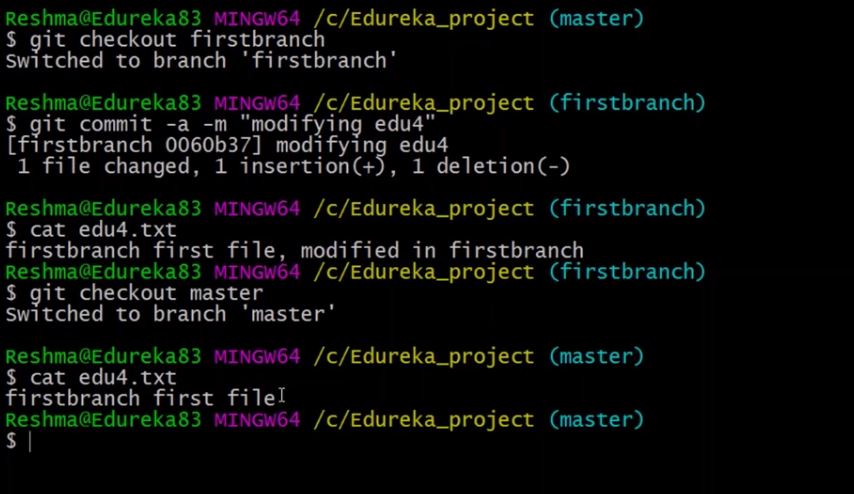 Reshma@Edureka83 MINGW64 /c/Edureka_project (master)
$ git checkout firstbranch
Switched to branch 'firstbranch'
Reshma@Edureka83 MINGW64 /c/Edureka_project (firstbranch)
$ git commit -a -m "modifying edu4"
[firstbranch 0060b37] modifying edu4
1 file changed, 1 insertion(+), 1 deletion(-)
Reshma@Edureka83 MINGW64 /c/Edureka_project (firstbranch)
$ cat edu4.txt
firstbranch first file, modified in firstbranch
Reshma@Edureka83 MINGW64 /c/Edureka_project (firstbranch)
$ git checkout master
Switched to branch 'master'
Reshma@Edureka83 MINGW64 /c/Edureka_project (master)
$ cat edu4.txt
firstbranch first file
Reshma@Edureka83 MINGW64 /c/Edureka_project (master)
$